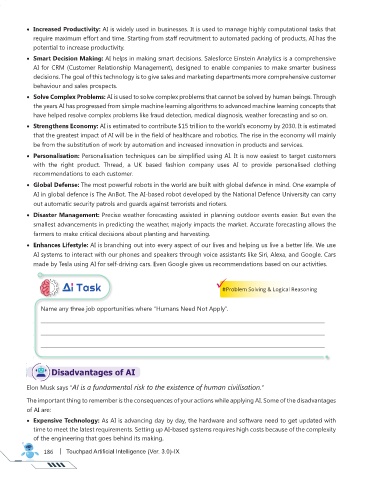 • Increased Productivity: AI is widely used in businesses. It is used to manage highly computational tasks that
require maximum effort and time. Starting from staff recruitment to automated packing of products, AI has the
potential to increase productivity.
• Smart Decision Making: AI helps in making smart decisions. Salesforce Einstein Analytics is a comprehensive
AI for CRM (Customer Relationship Management), designed to enable companies to make smarter business
decisions. The goal of this technology is to give sales and marketing departments more comprehensive customer
behaviour and sales prospects.
• Solve Complex Problems: AI is used to solve complex problems that cannot be solved by human beings. Through
the years AI has progressed from simple machine learning algorithms to advanced machine learning concepts that
have helped resolve complex problems like fraud detection, medical diagnosis, weather forecasting and so on.
• Strengthens Economy: AI is estimated to contribute $15 trillion to the world's economy by 2030. It is estimated
that the greatest impact of AI will be in the field of healthcare and robotics. The rise in the economy will mainly
be from the substitution of work by automation and increased innovation in products and services.
• Personalisation: Personalisation techniques can be simplified using AI. It is now easiest to target customers
with the right product. Thread, a UK based fashion company uses AI to provide personalised clothing
recommendations to each customer.
• Global Defense: The most powerful robots in the world are built with global defence in mind. One example of
AI in global defence is The AnBot. The AI-based robot developed by the National Defence University can carry
out automatic security patrols and guards against terrorists and rioters.
• Disaster Management: Precise weather forecasting assisted in planning outdoor events easier. But even the
smallest advancements in predicting the weather, majorly impacts the market. Accurate forecasting allows the
farmers to make critical decisions about planting and harvesting.
• Enhances Lifestyle: AI is branching out into every aspect of our lives and helping us live a better life. We use
AI systems to interact with our phones and speakers through voice assistants like Siri, Alexa, and Google. Cars
made by Tesla using AI for self-driving cars. Even Google gives us recommendations based on our activities.
Ai Task
#Problem Solving & Logical Reasoning
Name any three job opportunities where "Humans Need Not Apply".
Disadvantages of AI
Elon Musk says "AI is a fundamental risk to the existence of human civilisation."
The important thing to remember is the consequences of your actions while applying AI. Some of the disadvantages
of AI are:
• Expensive Technology: As AI is advancing day by day, the hardware and software need to get updated with
time to meet the latest requirements. Setting up AI-based systems requires high costs because of the complexity
of the engineering that goes behind its making.
186 | Touchpad Artificial Intelligence (Ver. 3.0)-IX